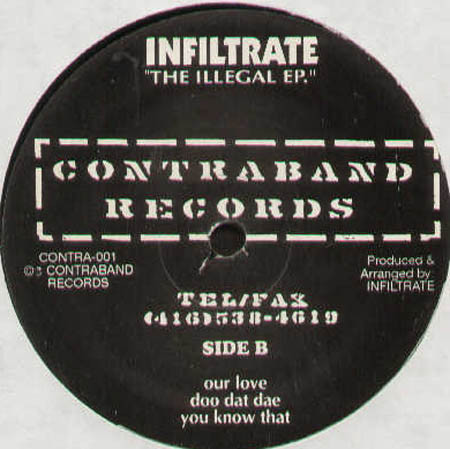 INFILTRATE
"THE ILLEGAL EP."
CONTRABAND
RECORDS
CONTRA-001
©℗ CONTRABAND
RECORDS
Produced &
Arranged by
INFILTRATE
TEL/FAX
(416)538-4619
SIDE B
our love
doo dat dae
you know that